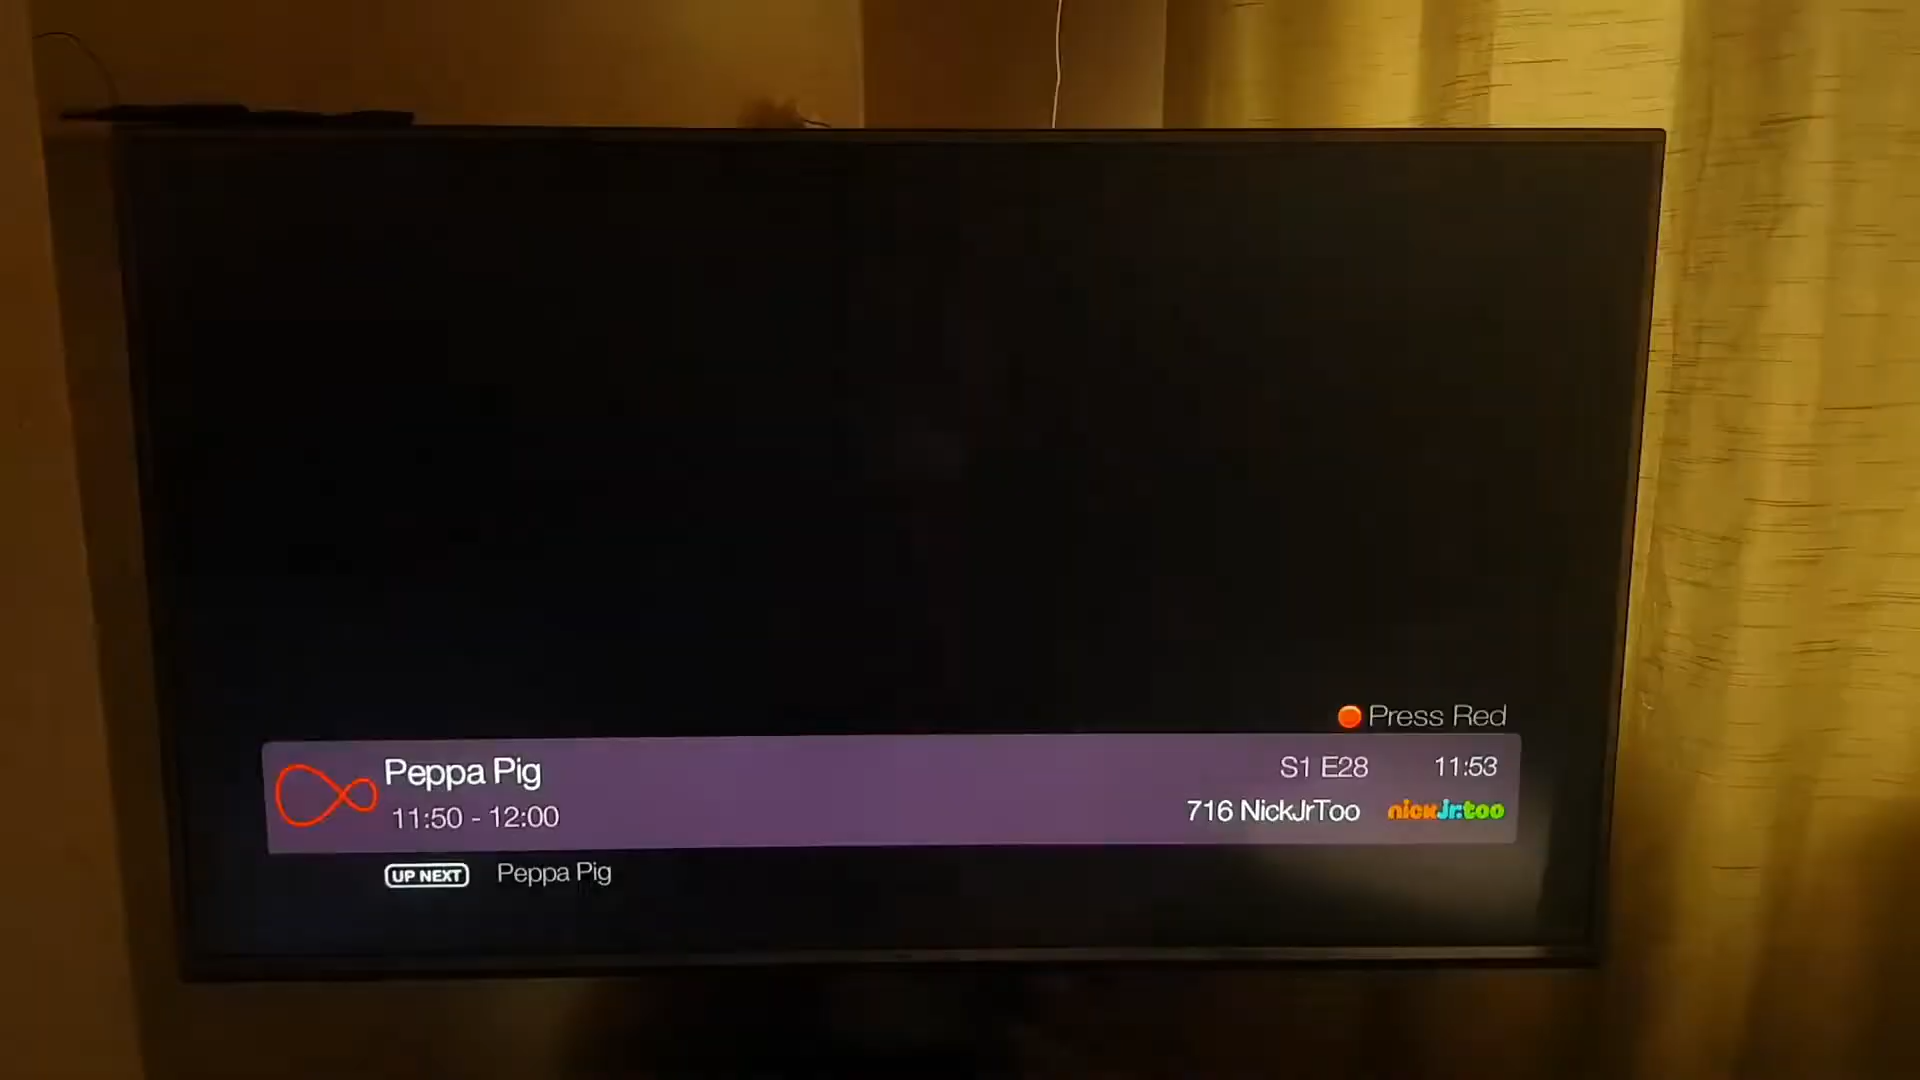 Press Red
Peppa Pig
S1 E28
11:53
11:50 - 12:00
716 NickJrToo
nickjr.too
UP NEXT
Peppa Pig